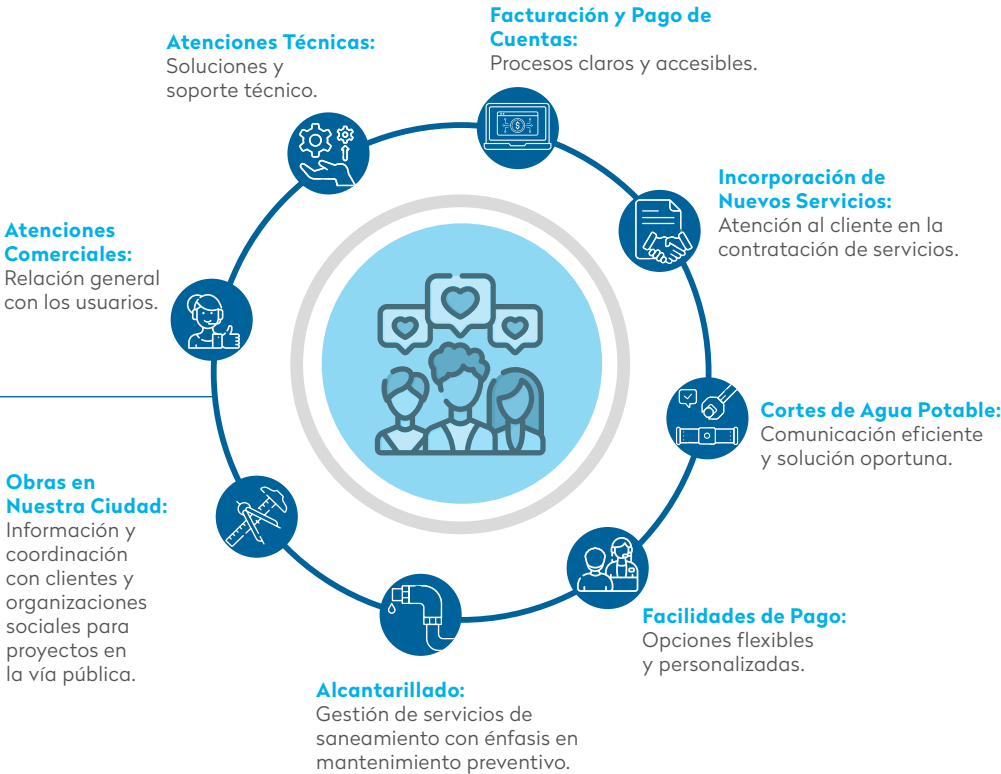 Facturación y Pago de
Cuentas:
Procesos claros y accesibles.
Atenciones Técnicas:
Soluciones y
soporte técnico.
Incorporación de
Nuevos Servicios:
Atención al cliente en la
contratación de servicios.
Atenciones
Comerciales:
Relación general
con los usuarios.
Cortes de Agua Potable:
Comunicación eficiente
y solución oportuna.
Obras en
Nuestra Ciudad:
Información y
coordinación
con clientes y
organizaciones
sociales para
proyectos en
la vía pública.
Facilidades de Pago:
Opciones flexibles
y personalizadas.
Alcantarillado:
Gestión de servicios de
saneamiento con énfasis en
mantenimiento preventivo.